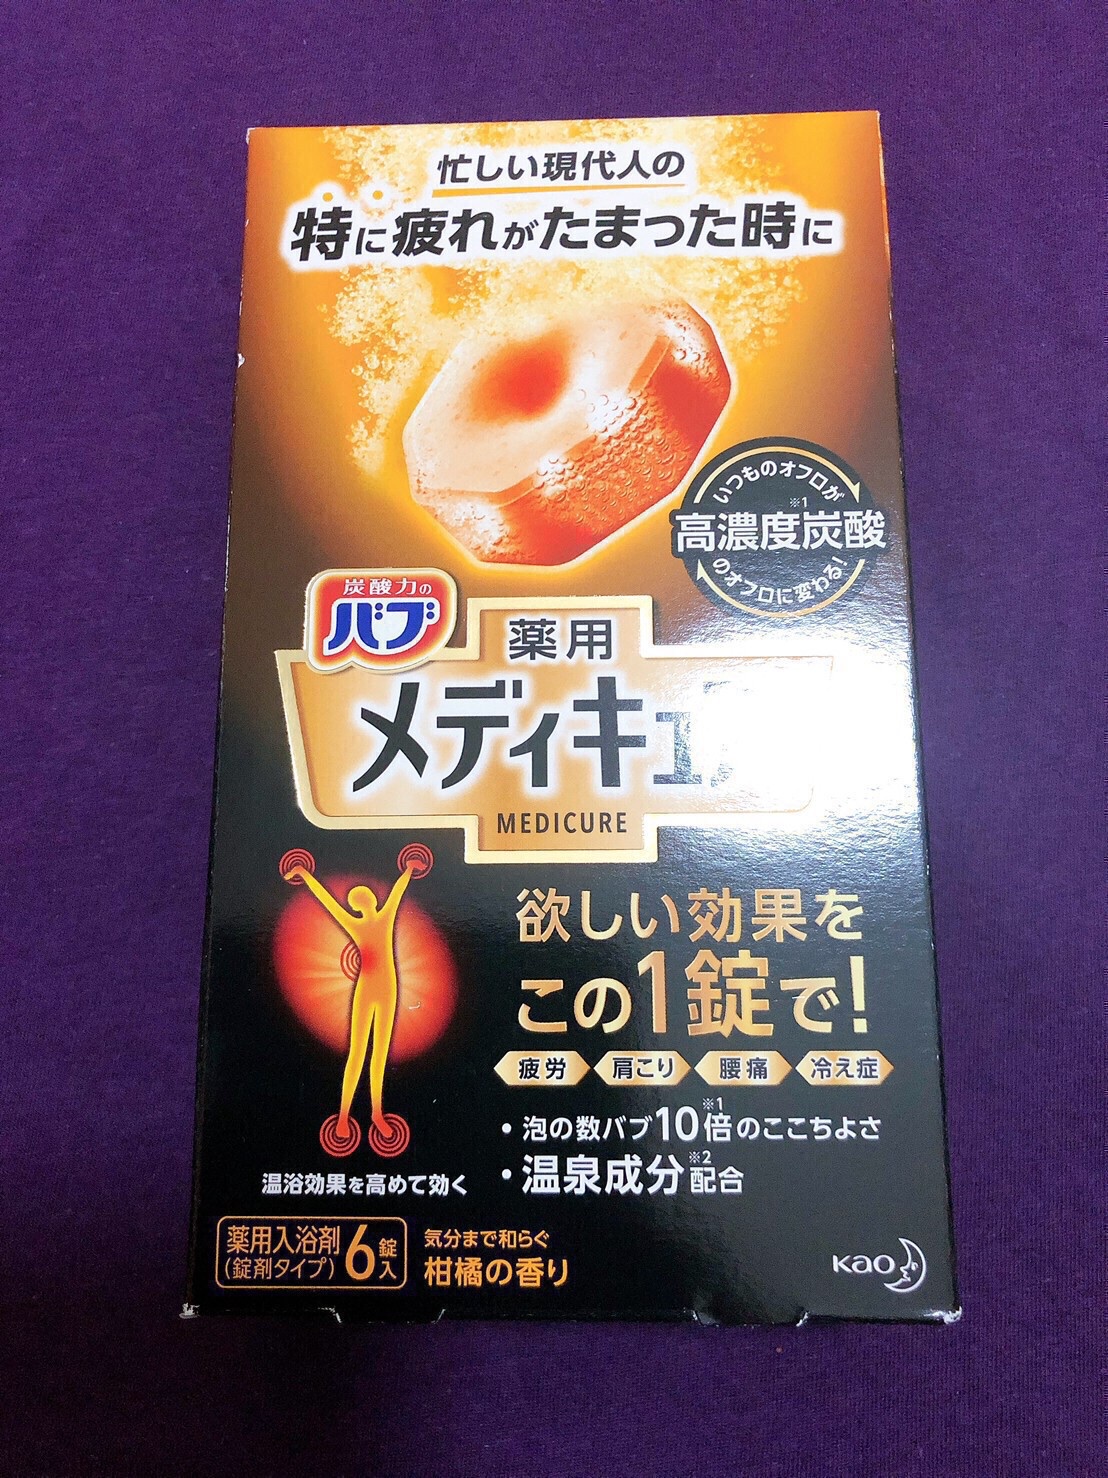 忙しい現代人の
特に疲れがたまった時に
いつものオフロが
※1
高濃度炭酸
のオフロに変わる!
炭酸力の
バブ
薬用
メディキュ
MEDICURE
欲しい効果を
この1錠で!
疲労 肩こり 腰痛 冷え症
・泡の数バブ10倍※1のここちよさ
・温泉成分※2配合
温浴効果を高めて効く
薬用入浴剤
(錠剤タイプ)
6錠入
気分まで和らぐ
柑橘の香り
Kao